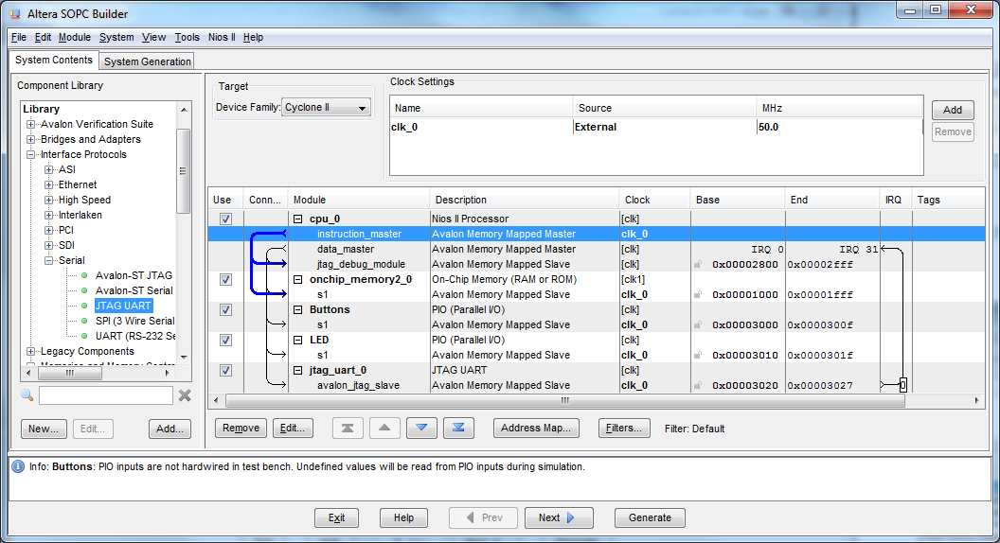 Altera SOPC Builder
File Edit Module System View Tools Nios II Help
System Contents System Generation
Component Library
Library
Avalon Verification Suite
Bridges and Adapters
Interface Protocols
ASI
Ethernet
High Speed
Interlaken
PCI
SDI
Serial
Avalon-ST JTAG
Avalon-ST Serial
JTAG UART
SPI (3 Wire Serial
UART (RS-232 Se
Legacy Components
New... Edit... Add...
Target
Device Family: Cyclone II
Clock Settings
Name Source MHz
clk_0 External 50.0
Add
Remove
Use Conn... Module Description Clock Base End IRQ Tags
cpu_0 Nios II Processor [clk]
instruction_master Avalon Memory Mapped Master clk_0
data_master Avalon Memory Mapped Master [clk] IRQ 0 IRQ 31
jtag_debug_module Avalon Memory Mapped Slave [clk] 0x00002800 0x00002fff
onchip_memory2_0 On-Chip Memory (RAM or ROM) [clk1]
s1 Avalon Memory Mapped Slave clk_0 0x00001000 0x00001fff
Buttons PIO (Parallel I/O) [clk]
s1 Avalon Memory Mapped Slave clk_0 0x00003000 0x0000300f
LED PIO (Parallel I/O) [clk]
s1 Avalon Memory Mapped Slave clk_0 0x00003010 0x0000301f
jtag_uart_0 JTAG UART [clk]
avalon_jtag_slave Avalon Memory Mapped Slave clk_0 0x00003020 0x00003027 0
Remove Edit... Address Map... Filters... Filter: Default
Info: Buttons: PIO inputs are not hardwired in test bench. Undefined values will be read from PIO inputs during simulation.
Exit Help Prev Next Generate